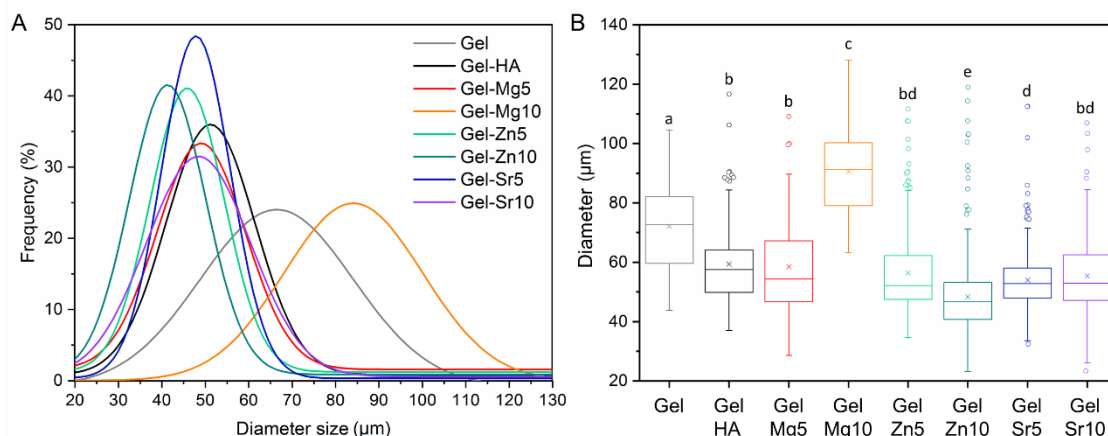 A
50
40
30
20
10
0
Frequency (%)
20 30 40 50 60 70 80 90 100 110 120 130
Diameter size (µm)
Gel
Gel-HA
Gel-Mg5
Gel-Mg10
Gel-Zn5
Gel-Zn10
Gel-Sr5
Gel-Sr10
B
140
120
100
80
60
40
20
Diameter (µm)
a b b c bd e d bd
Gel Gel Gel Gel Gel Gel Gel Gel
HA Mg5 Mg10 Zn5 Zn10 Sr5 Sr10